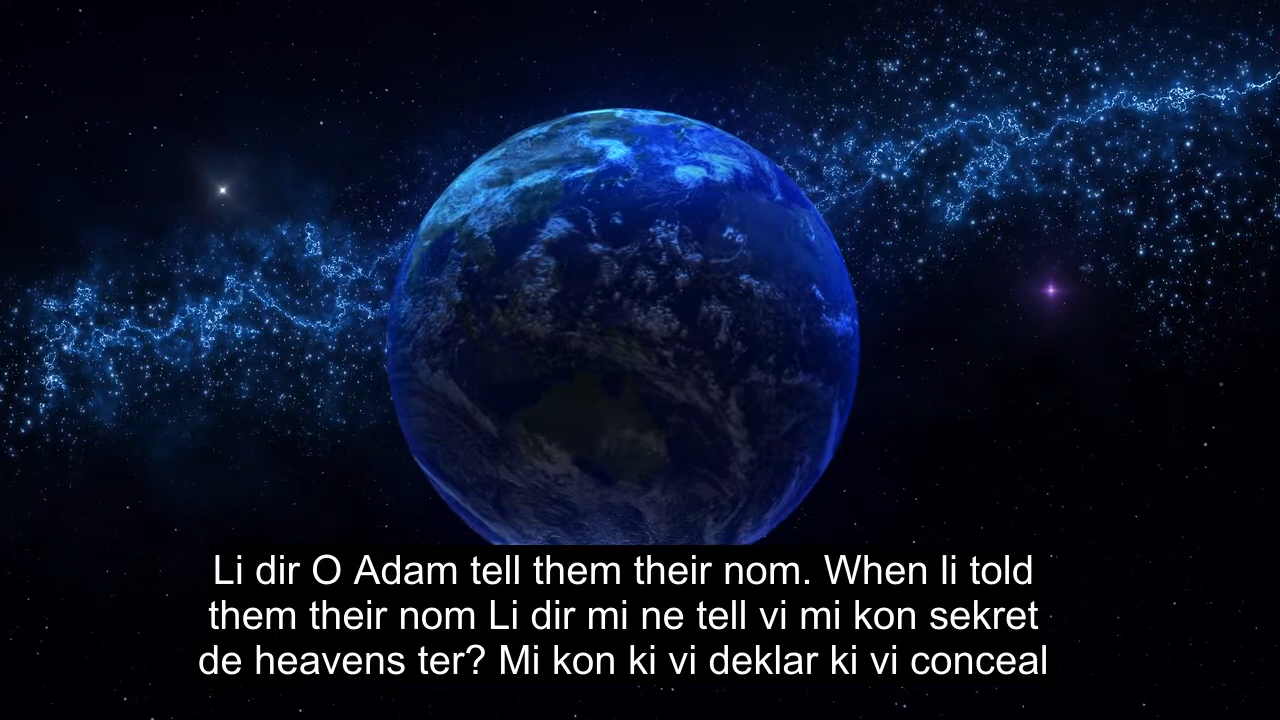 Li dir O Adam tell them their nom. When li told
them their nom Li dir mi ne tell vi mi kon sekret
de heavens ter? Mi kon ki vi deklar ki vi conceal